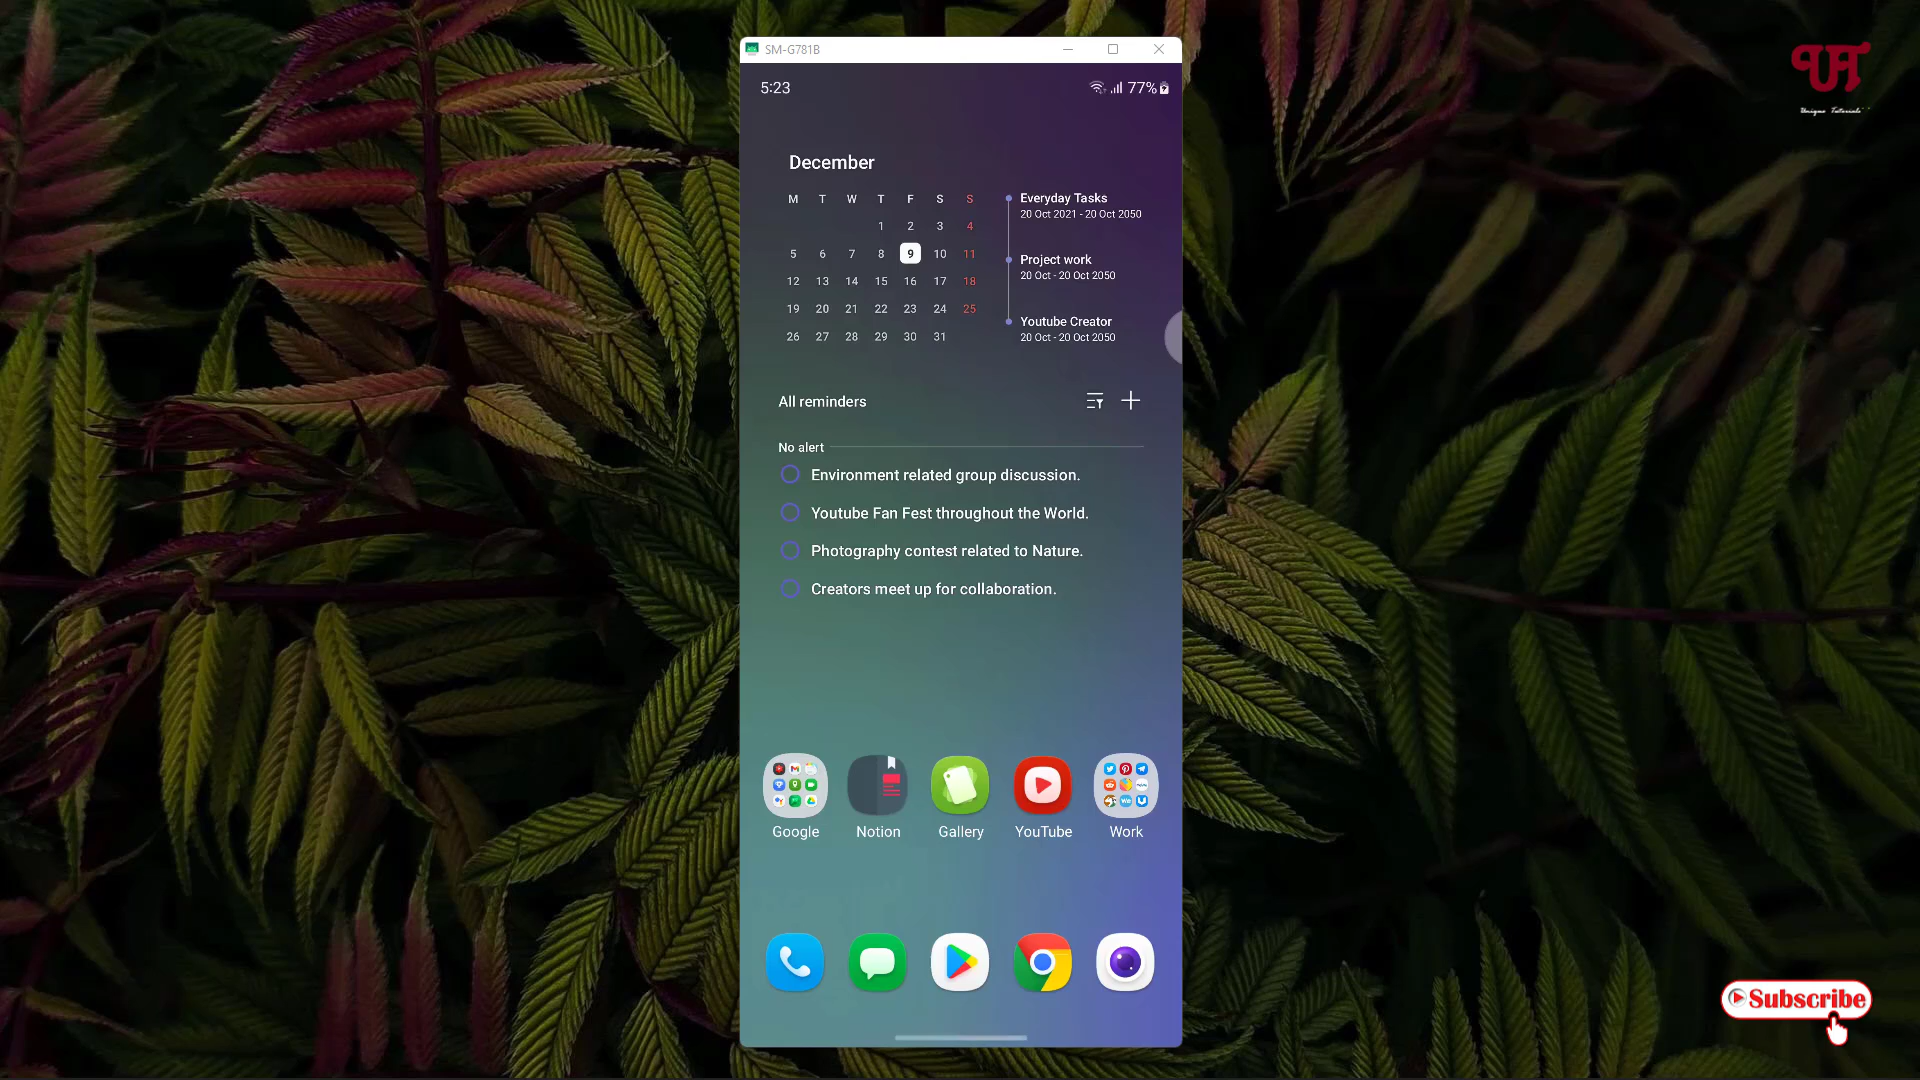 SM-G781B
5:23
77%
December
M T W T F S S
1 2 3 4
5 6 7 8 9 10 11
12 13 14 15 16 17 18
19 20 21 22 23 24 25
26 27 28 29 30 31
Everyday Tasks
20 Oct 2021 - 20 Oct 2050
Project work
20 Oct - 20 Oct 2050
Youtube Creator
20 Oct - 20 Oct 2050
All reminders
No alert
Environment related group discussion.
Youtube Fan Fest throughout the World.
Photography contest related to Nature.
Creators meet up for collaboration.
Google
Notion
Gallery
YouTube
Work
UT
Unique Tutorials
Subscribe